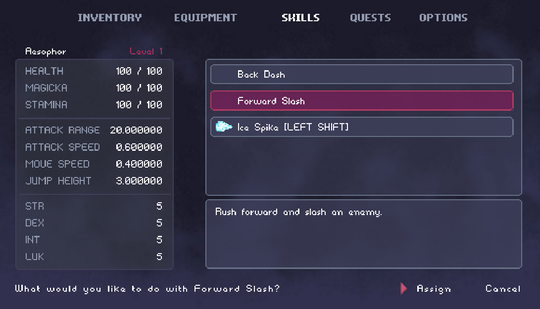 INVENTORY EQUIPMENT SKILLS QUESTS OPTIONS
Aesophor Level 1
HEALTH 100 / 100
MAGICKA 100 / 100
STAMINA 100 / 100
ATTACK RANGE 20.000000
ATTACK SPEED 0.600000
MOVE SPEED 0.400000
JUMP HEIGHT 3.000000
STR 5
DEX 5
INT 5
LUK 5
Back Dash
Forward Slash
Ice Spike [LEFT SHIFT]
Rush forward and slash an enemy.
What would you like to do with Forward Slash? Assign Cancel